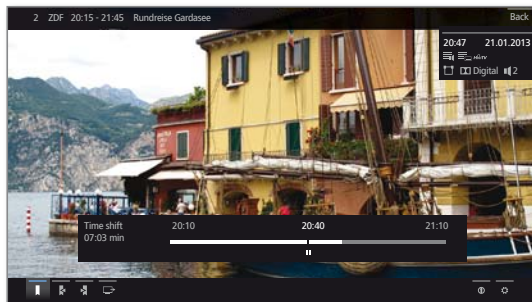 2 ZDF 20:15 - 21:45 Rundreise Gardasee
Back
20:47 21.01.2013
HbbTV
Digital 2
Time shift 20:10 20:40 21:10
07:03 min